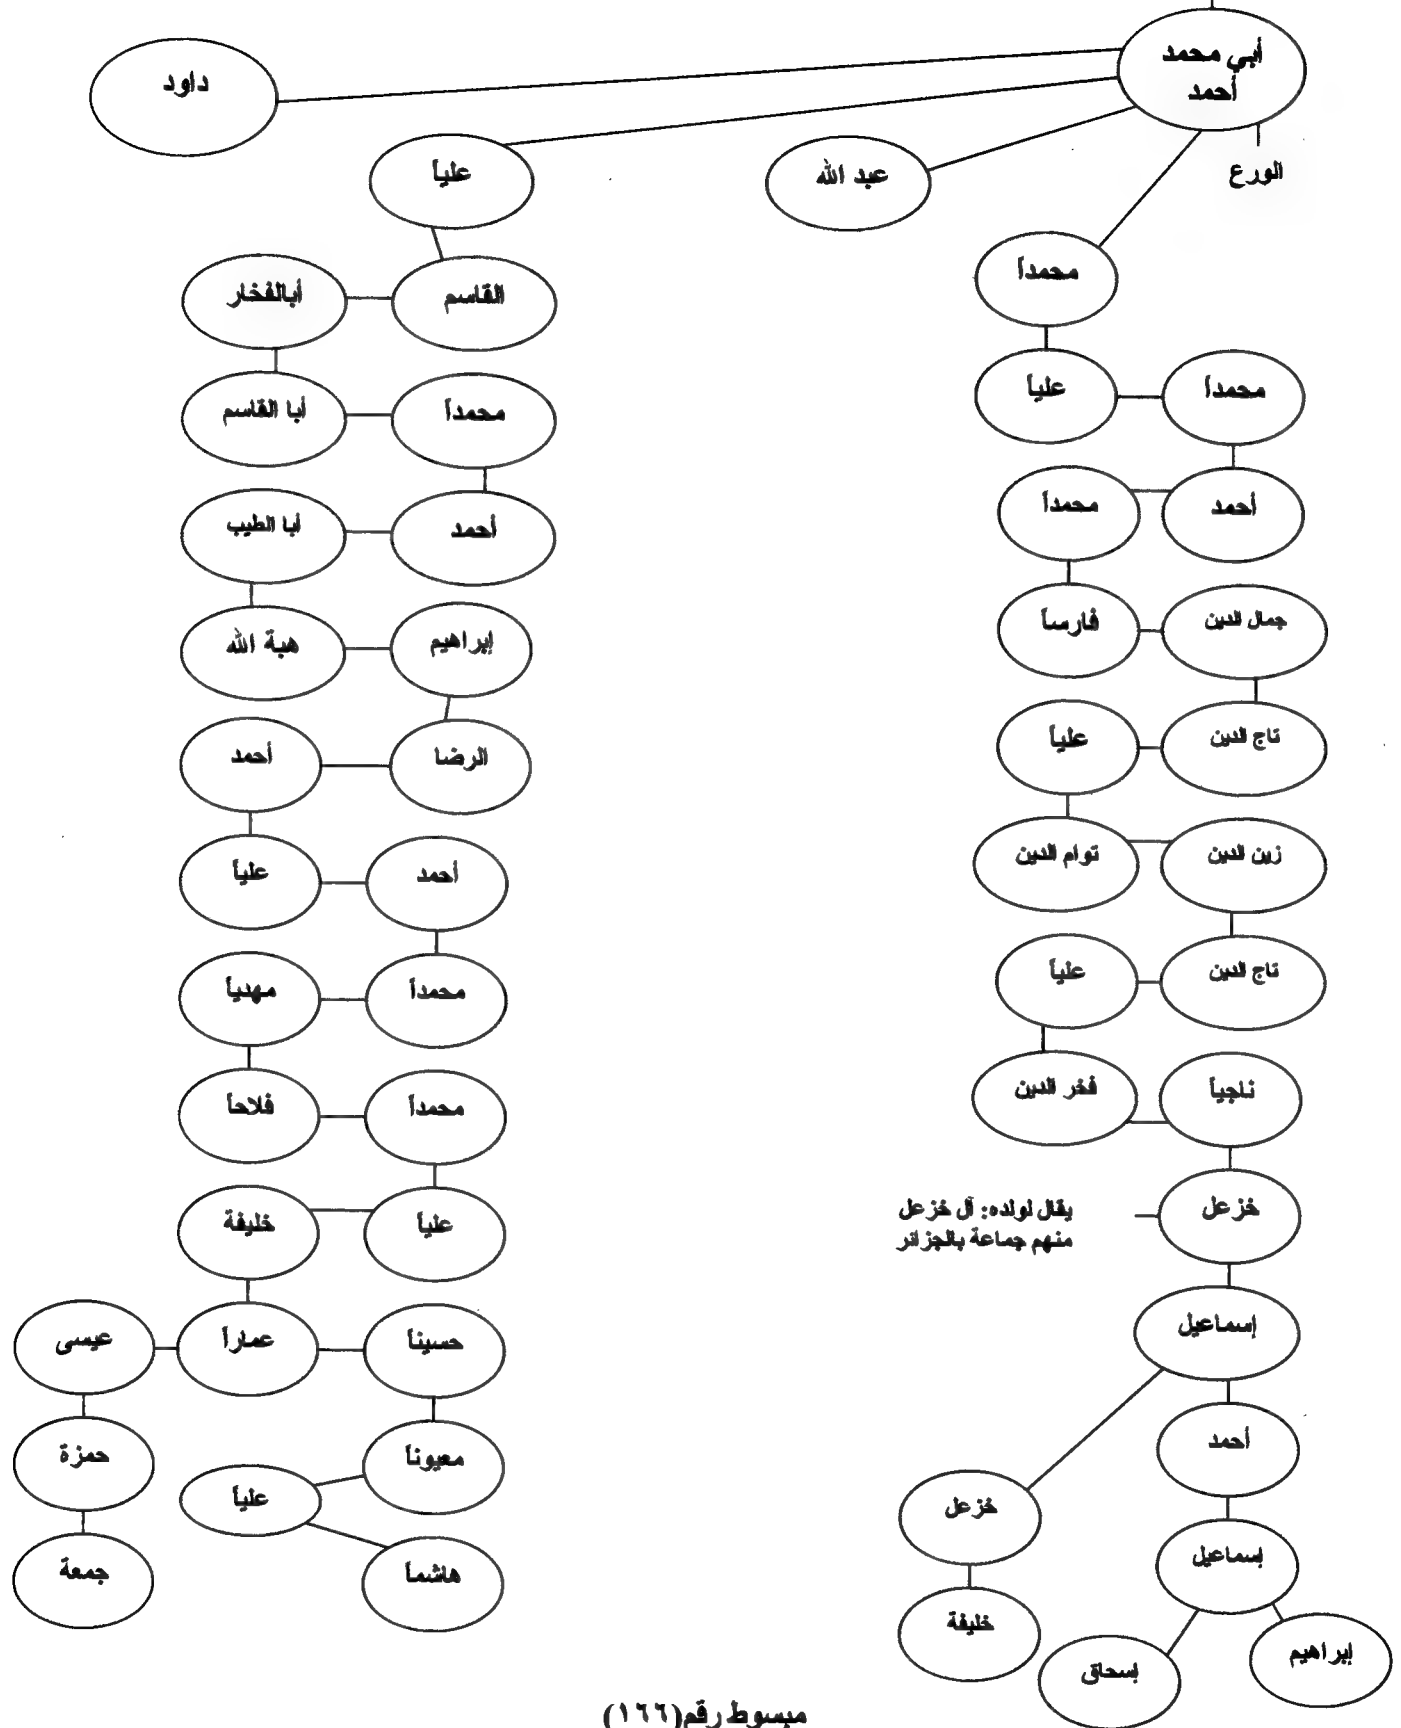 أبي محمد
أحمد
الورع
داود
علياً
عبد الله
محمداً
القاسم
أبالفخار
علياً
محمداً
أبا القاسم
محمداً
أحمد
محمداً
أبا الطيب
أحمد
فارساً
جمال الدين
هبة الله
إبراهيم
علياً
تاج الدين
أحمد
الرضا
توام الدين
زين الدين
علياً
أحمد
علياً
تاج الدين
مهدياً
محمداً
فخر الدين
ناجياً
فلاحاً
محمداً
خزعل
يقال لولده: آل خزعل
منهم جماعة بالجزائر
خليفة
علياً
إسماعيل
عيسى
عماراً
حسيناً
أحمد
حمزة
معيوناً
علياً
خزعل
إسماعيل
جمعة
هاشماً
خليفة
إسحاق
إبراهيم
مبسوط رقم(١٦٦)